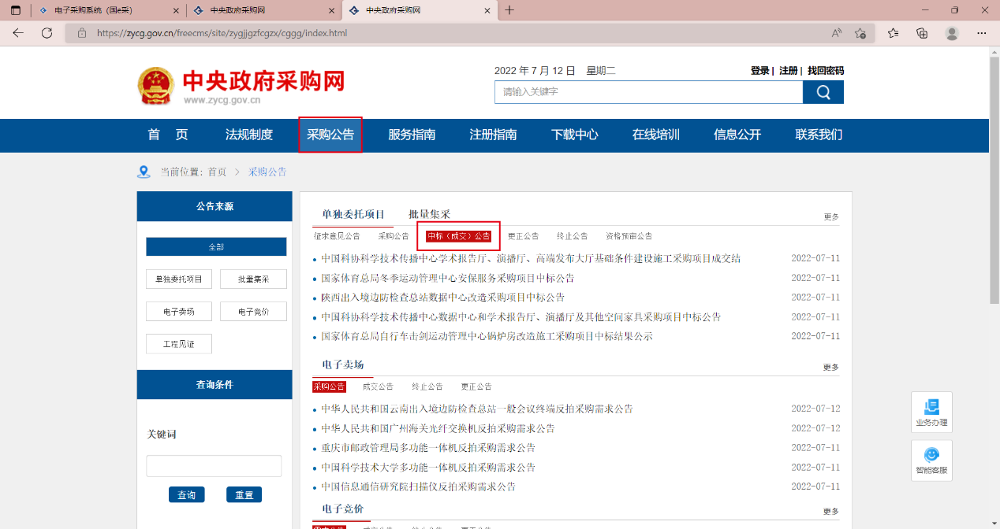 电子采购系统（国e采）
中央政府采购网
中央政府采购网
https://zycg.gov.cn/freecms/site/zygjjgzfcgzx/cggg/index.html
中央政府采购网
www.zycg.gov.cn
2022 年 7 月 12 日 星期二
登录 | 注册 | 找回密码
请输入关键字
首 页 法规制度 采购公告 服务指南 注册指南 下载中心 在线培训 信息公开 联系我们
当前位置：首页 > 采购公告
公告来源
全部
单独委托项目 批量集采
电子卖场 电子竞价
工程见证
查询条件
关键词
查询 重置
单独委托项目 批量集采 更多
征求意见公告 采购公告 中标（成交）公告 更正公告 终止公告 资格预审公告
中国科协科学技术传播中心学术报告厅、演播厅、高端发布大厅基础条件建设施工采购项目成交结 2022-07-11
国家体育总局冬季运动管理中心安保服务采购项目中标公告 2022-07-11
陕西出入境边防检查总站数据中心改造采购项目中标公告 2022-07-11
中国科协科学技术传播中心数据中心和学术报告厅、演播厅及其他空间家具采购项目中标公告 2022-07-11
国家体育总局自行车击剑运动管理中心锅炉房改造施工采购项目中标结果公示 2022-07-11
电子卖场 更多
采购公告 成交公告 终止公告 更正公告
中华人民共和国云南出入境边防检查总站一般会议终端反拍采购需求公告 2022-07-12
中华人民共和国广州海关光纤交换机反拍采购需求公告 2022-07-12
重庆市邮政管理局多功能一体机反拍采购需求公告 2022-07-11
中国科学技术大学多功能一体机反拍采购需求公告 2022-07-11
中国信息通信研究院扫描仪反拍采购需求公告 2022-07-11
电子竞价 更多
业务办理
智能客服